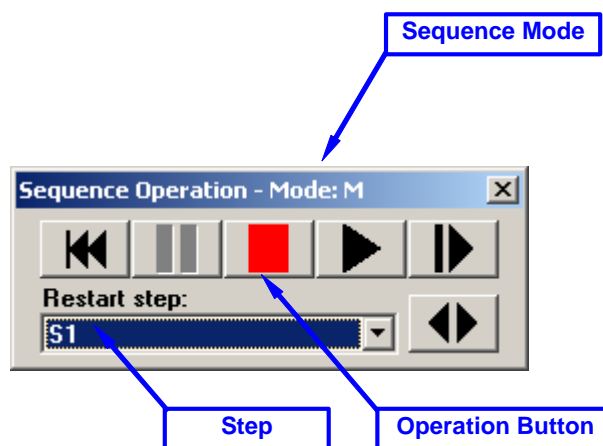 Sequence Mode
Sequence Operation - Mode: M
Restart step:
S1
Step
Operation Button